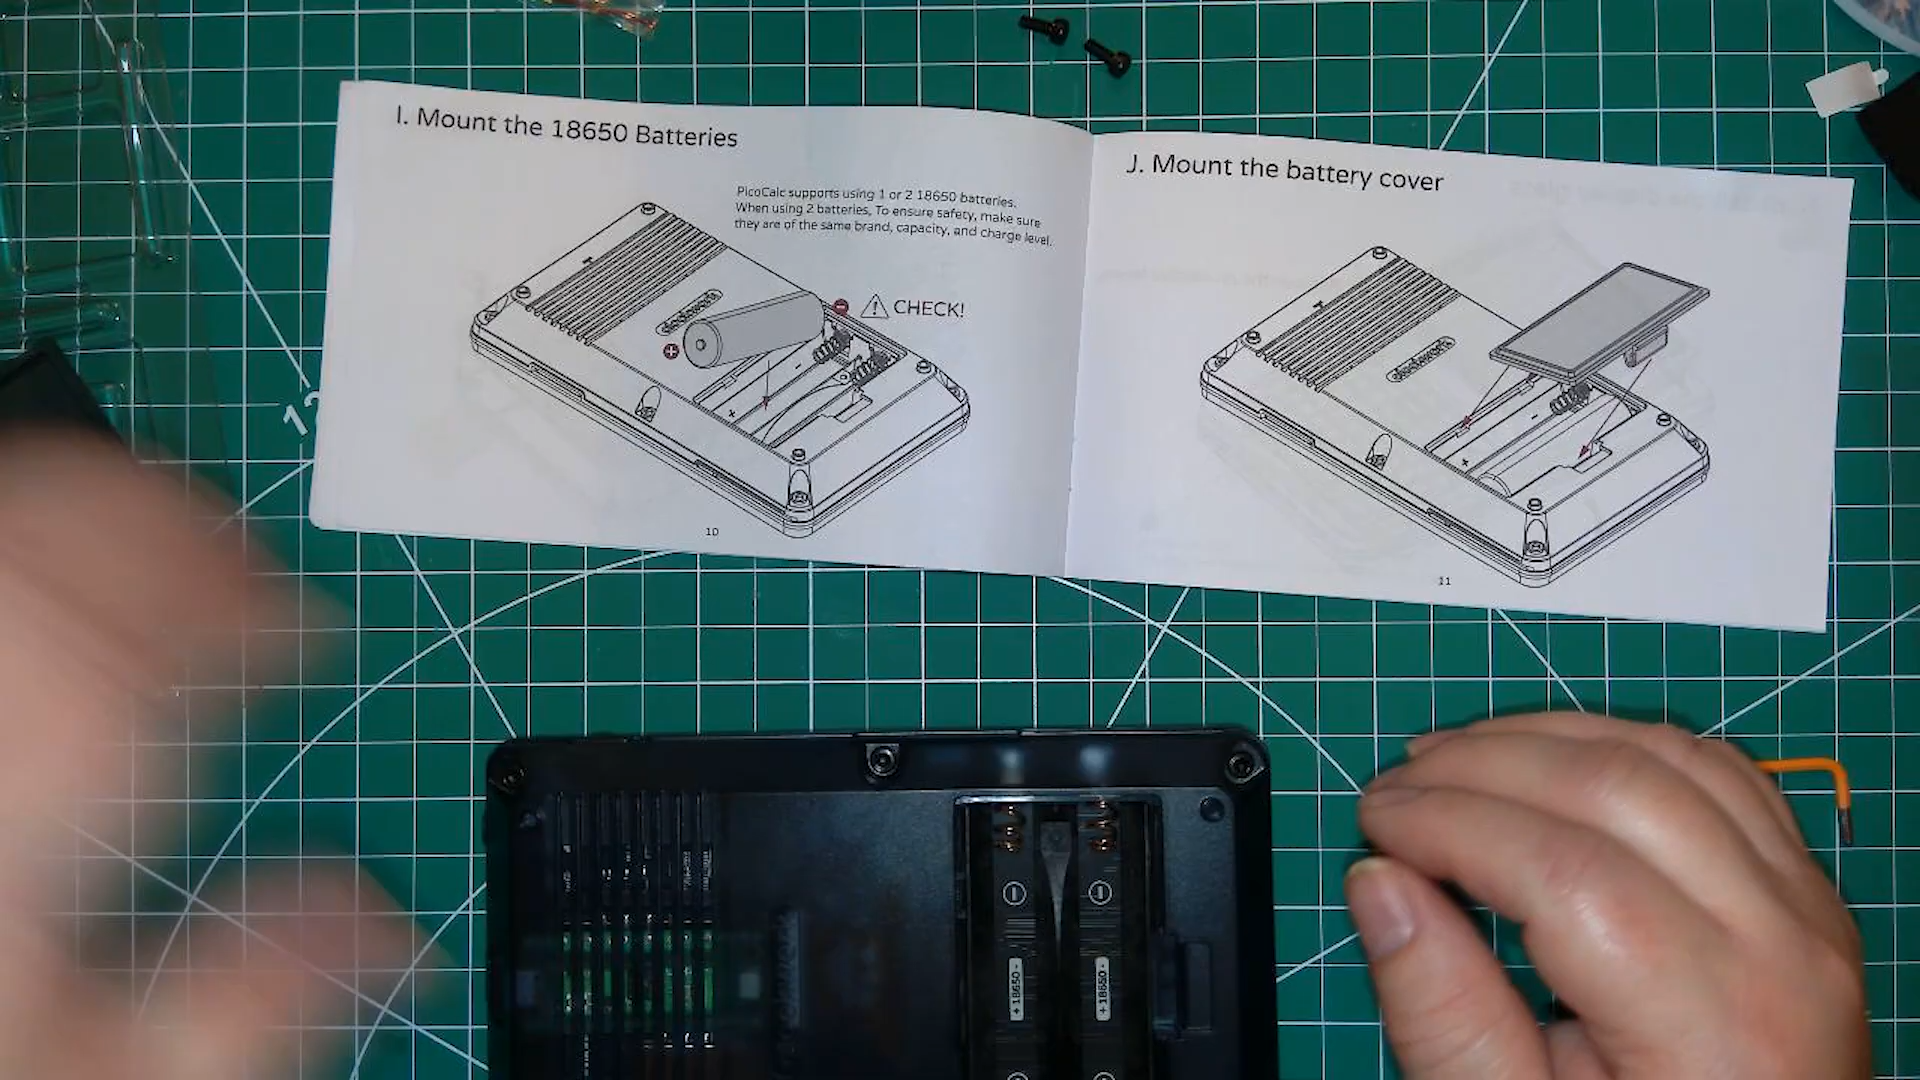 I. Mount the 18650 Batteries
PicoCalc supports using 1 or 2 18650 batteries.
When using 2 batteries, To ensure safety, make sure
they are of the same brand, capacity, and charge level.
CHECK!
clockwork
+
-
10
J. Mount the battery cover
clockwork
+
-
11
+ 18650 -
+ 18650 -